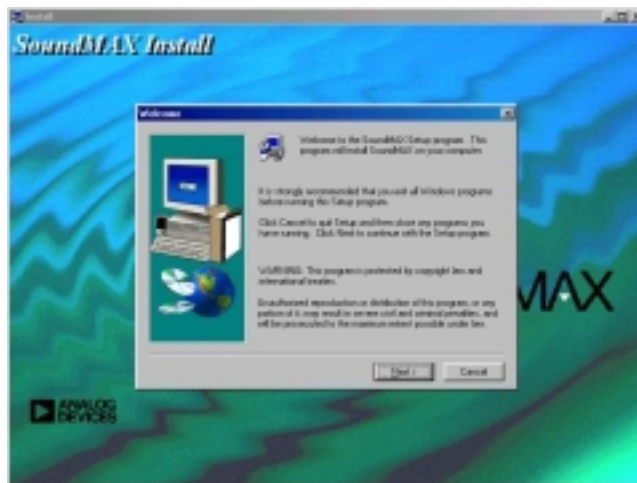 Install
SoundMAX Install
Welcome
Welcome to the SoundMAX Setup program. This
program will install SoundMAX on your computer.
It is strongly recommended that you exit all Windows programs
before running this Setup program.
Click Cancel to quit Setup and then close any programs you
have running. Click Next to continue with the Setup program.
WARNING: This program is protected by copyright law and
international treaties.
Unauthorized reproduction or distribution of this program, or any
portion of it, may result in severe civil and criminal penalties, and
will be prosecuted to the maximum extent possible under law.
MAX
Next >
Cancel
ANALOG
DEVICES